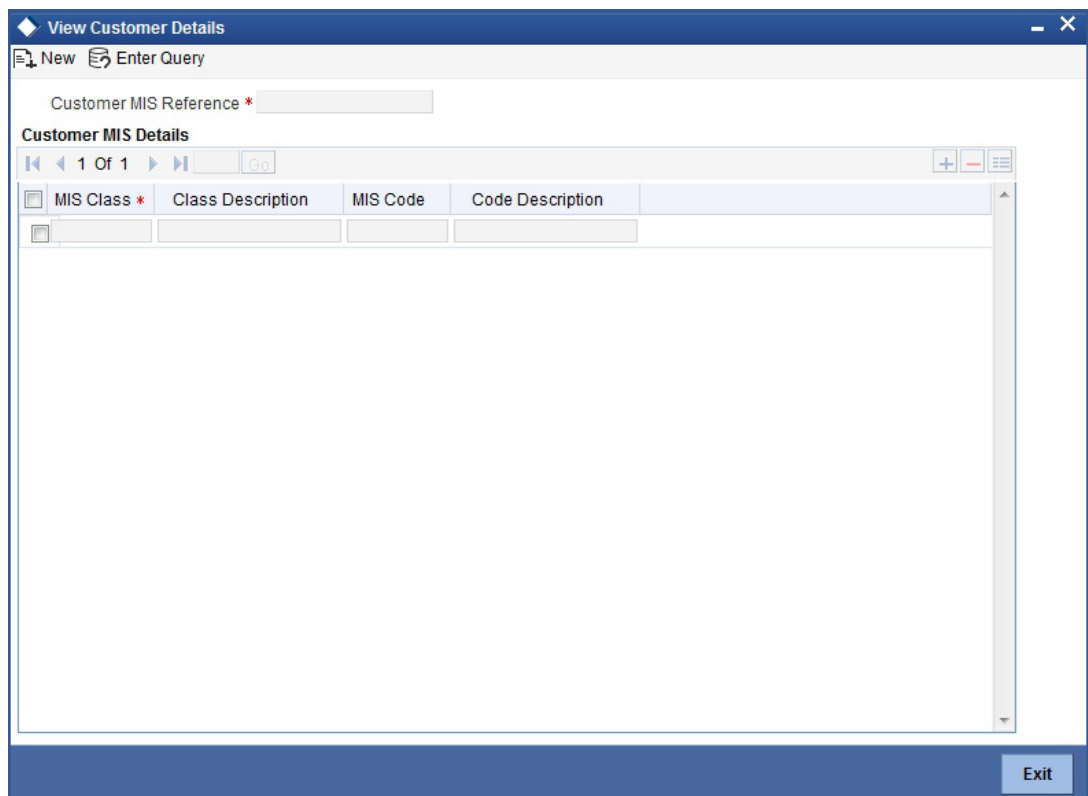 View Customer Details
New Enter Query
Customer MIS Reference *
Customer MIS Details
1 Of 1 Go
MIS Class * Class Description MIS Code Code Description
Exit